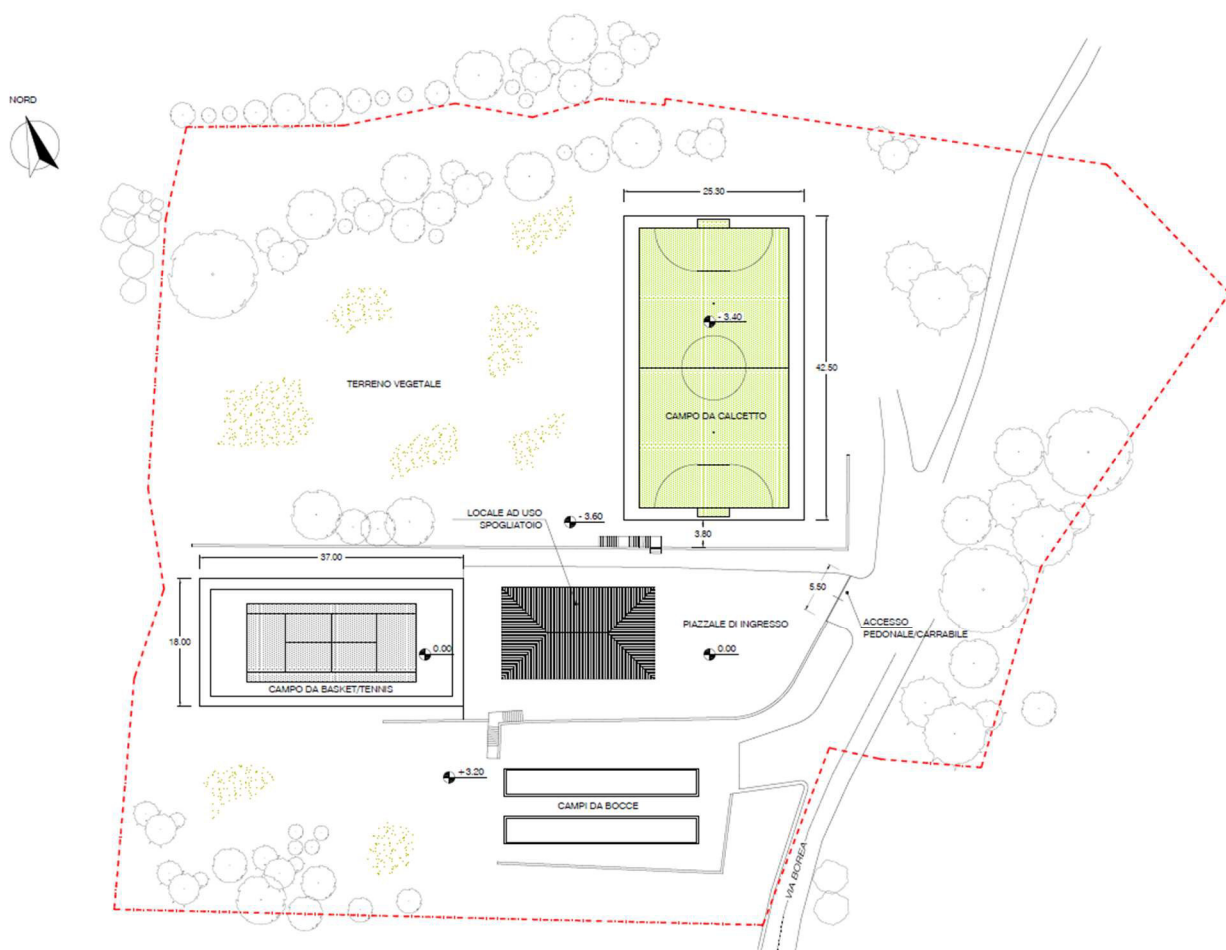 NORD
25.30
- 3.40
42.50
TERRENO VEGETALE
CAMPO DA CALCETTO
LOCALE AD USO
SPOGLIATOIO
- 3.60
3.80
37.00
5.50
18.00
0.00
PIAZZALE DI INGRESSO
0.00
ACCESSO
PEDONALE/CARRABILE
CAMPO DA BASKET/TENNIS
+3.20
CAMPI DA BOCCE
VIA BOREA